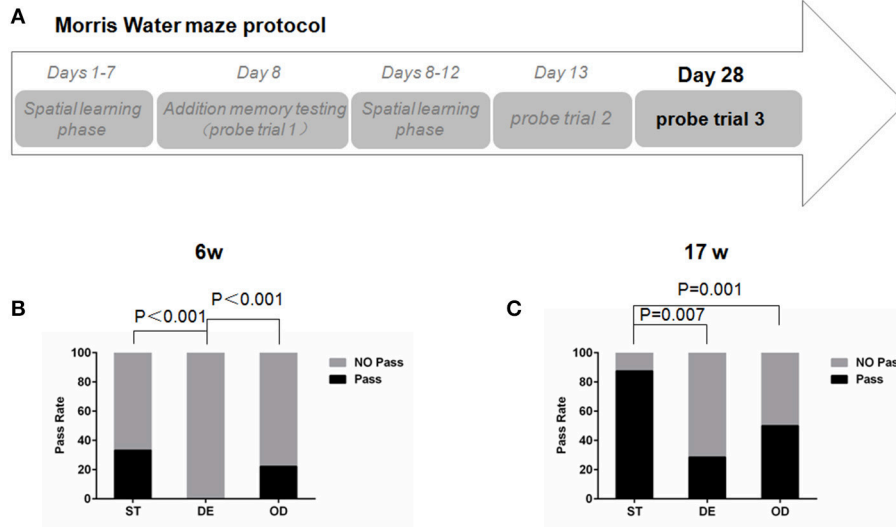 A
Morris Water maze protocol
Days 1-7
Day 8
Days 8-12
Day 13
Day 28
Spatial learning
phase
Addition memory testing
（probe trial 1）
Spatial learning
phase
probe trial 2
probe trial 3
6w
B
P＜0.001
P＜0.001
100
80
60
40
20
0
Pass Rate
ST
DE
OD
NO Pass
Pass
17 w
C
P=0.001
P=0.007
100
80
60
40
20
0
Pass Rate
ST
DE
OD
NO Pas
Pass